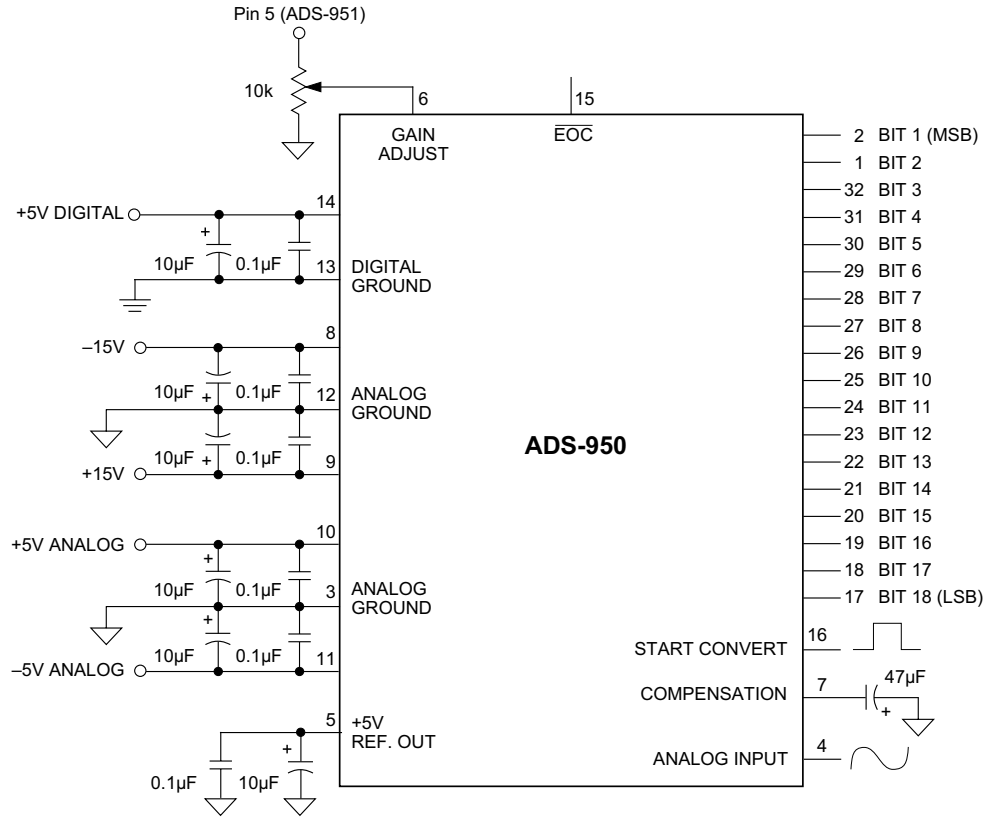 Pin 5 (ADS-951)
10k
6
15
GAIN
ADJUST
EOC
+5V DIGITAL
14
+
10µF
0.1µF
13
DIGITAL
GROUND
–15V
8
10µF
+
0.1µF
12
ANALOG
GROUND
10µF
+
0.1µF
+15V
9
+5V ANALOG
10
+
10µF
0.1µF
3
ANALOG
GROUND
+
10µF
0.1µF
–5V ANALOG
11
5
+5V
REF. OUT
+
0.1µF
10µF
ADS-950
2 BIT 1 (MSB)
1 BIT 2
32 BIT 3
31 BIT 4
30 BIT 5
29 BIT 6
28 BIT 7
27 BIT 8
26 BIT 9
25 BIT 10
24 BIT 11
23 BIT 12
22 BIT 13
21 BIT 14
20 BIT 15
19 BIT 16
18 BIT 17
17 BIT 18 (LSB)
START CONVERT
16
COMPENSATION
7
47µF
+
ANALOG INPUT
4